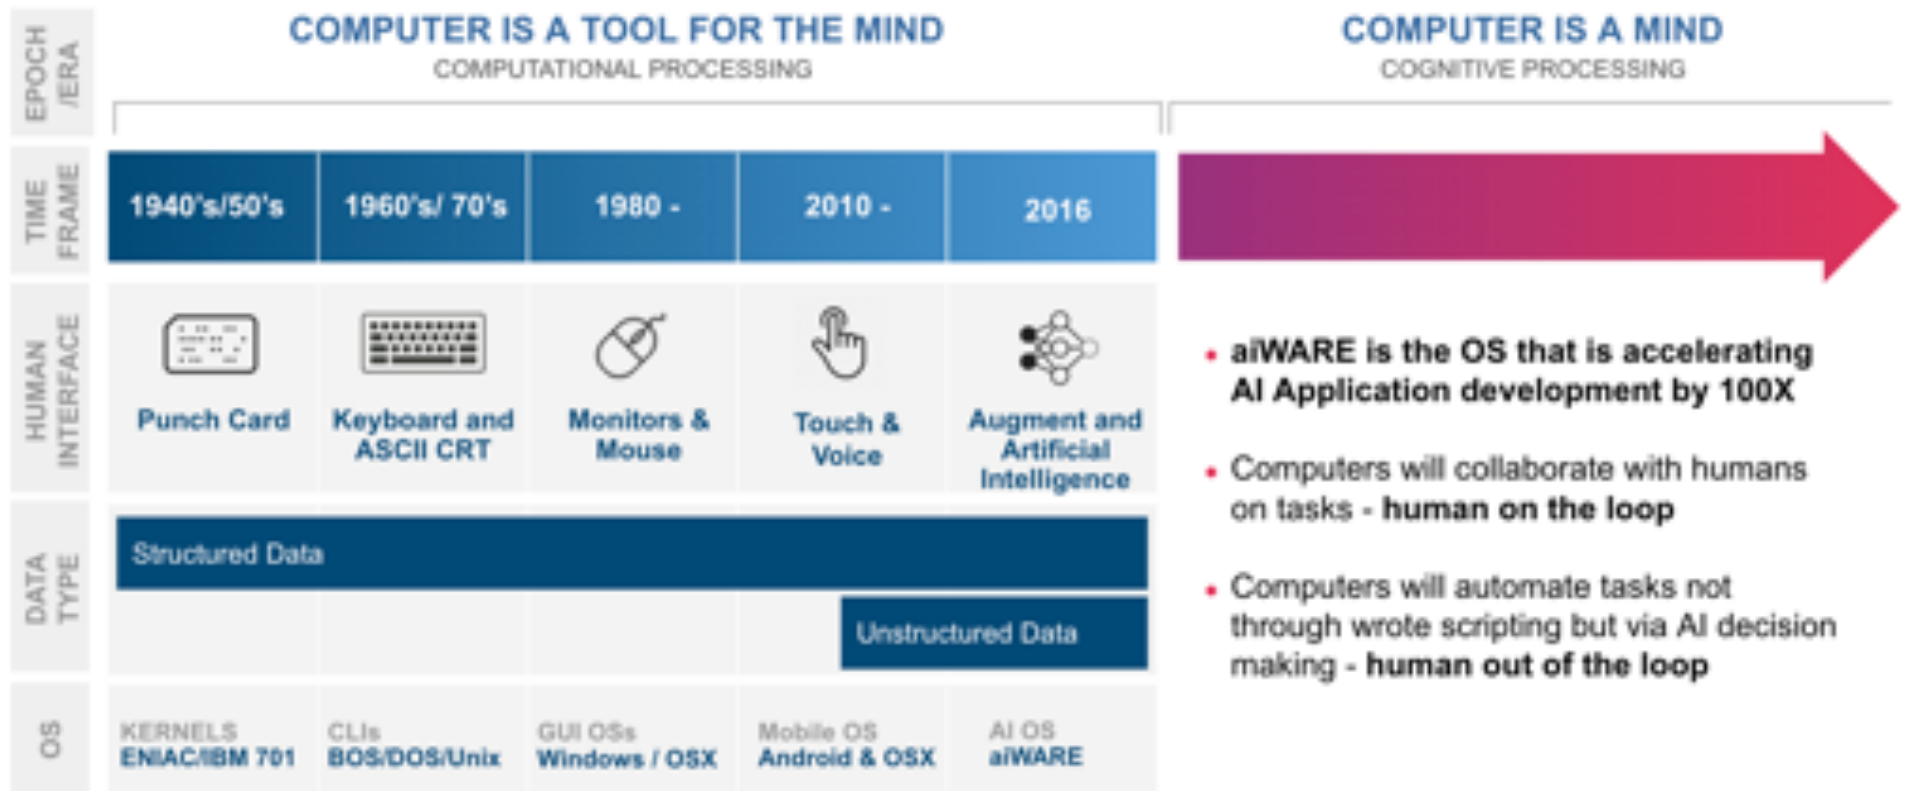 EPOCH
/ERA
COMPUTER IS A TOOL FOR THE MIND
COMPUTATIONAL PROCESSING
COMPUTER IS A MIND
COGNITIVE PROCESSING
TIME
FRAME
1940's/50's
1960's/ 70's
1980 -
2010 -
2016
HUMAN
INTERFACE
Punch Card
Keyboard and
ASCII CRT
Monitors &
Mouse
Touch &
Voice
Augment and
Artificial
Intelligence
DATA
TYPE
Structured Data
Unstructured Data
OS
KERNELS
ENIAC/IBM 701
CLIs
BOS/DOS/Unix
GUI OSs
Windows / OSX
Mobile OS
Android & OSX
AI OS
aiWARE
• aiWARE is the OS that is accelerating
AI Application development by 100X
• Computers will collaborate with humans
on tasks - human on the loop
• Computers will automate tasks not
through wrote scripting but via AI decision
making - human out of the loop